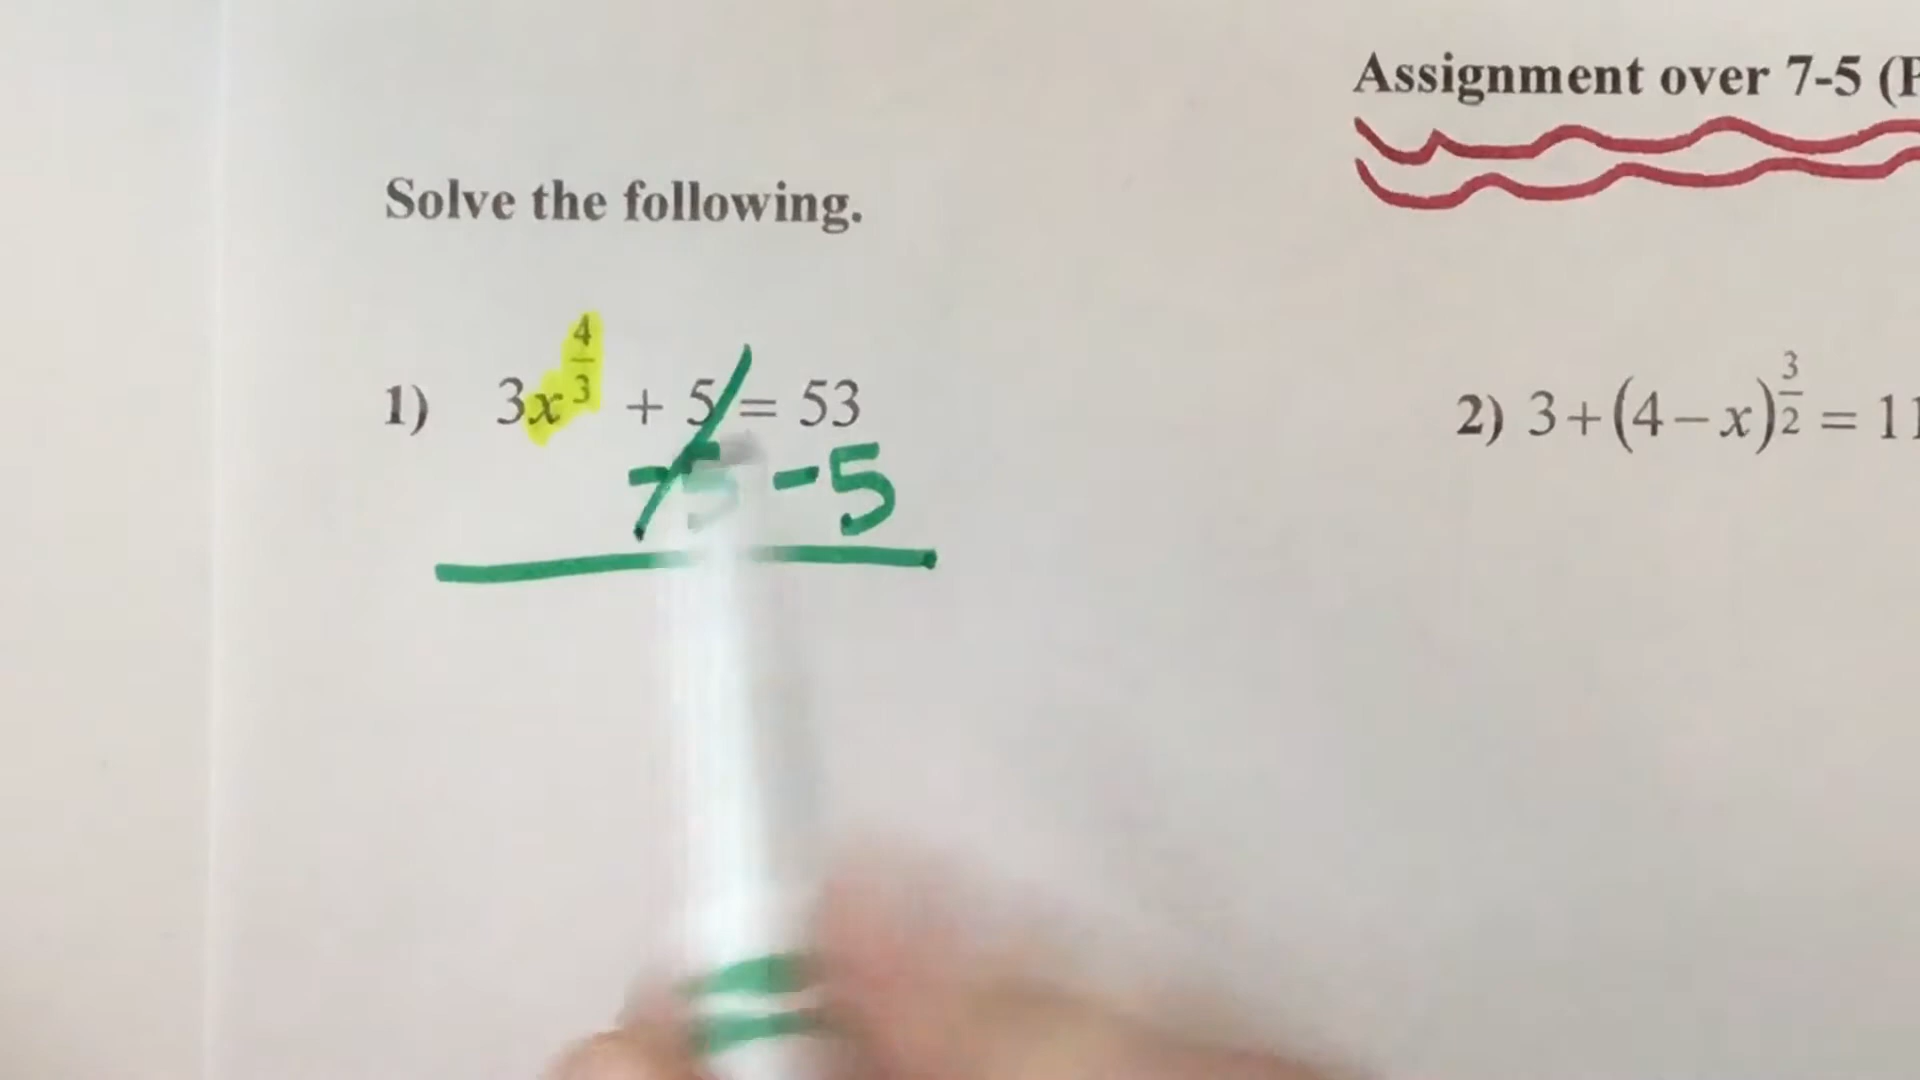 Assignment over 7-5 (
Solve the following.
1) 3x^{4/3} + 5 = 53
-5 -5
2) 3+(4-x)^{3/2} = 11